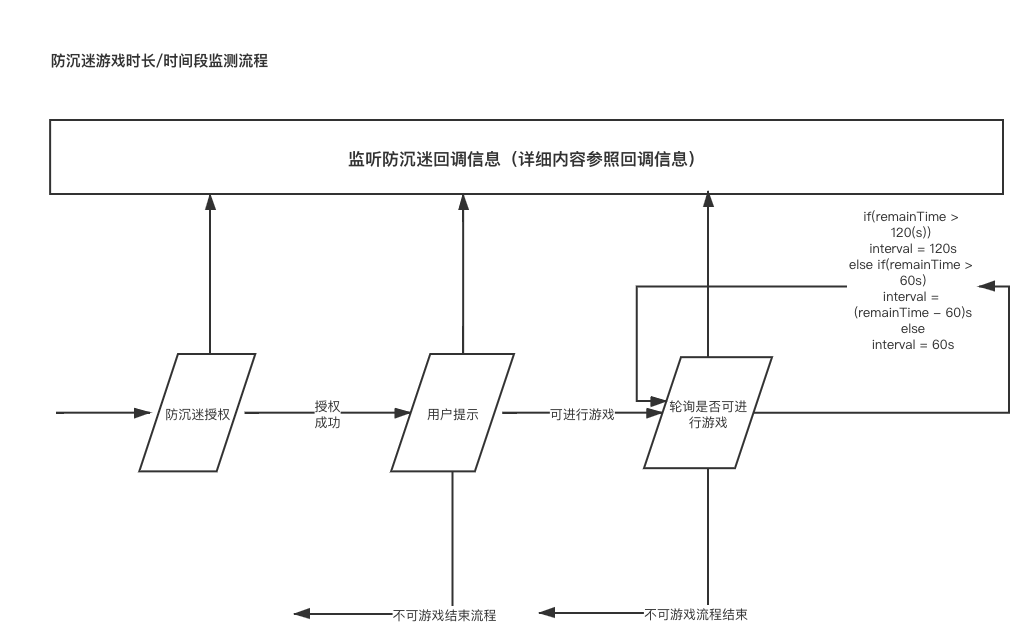 防沉迷游戏时长/时间段监测流程
监听防沉迷回调信息（详细内容参照回调信息）
if(remainTime >
120(s))
interval = 120s
else if(remainTime >
60s)
interval =
(remainTime − 60)s
else
interval = 60s
防沉迷授权
授权
成功
用户提示
可进行游戏
轮询是否可进
行游戏
不可游戏结束流程
不可游戏流程结束